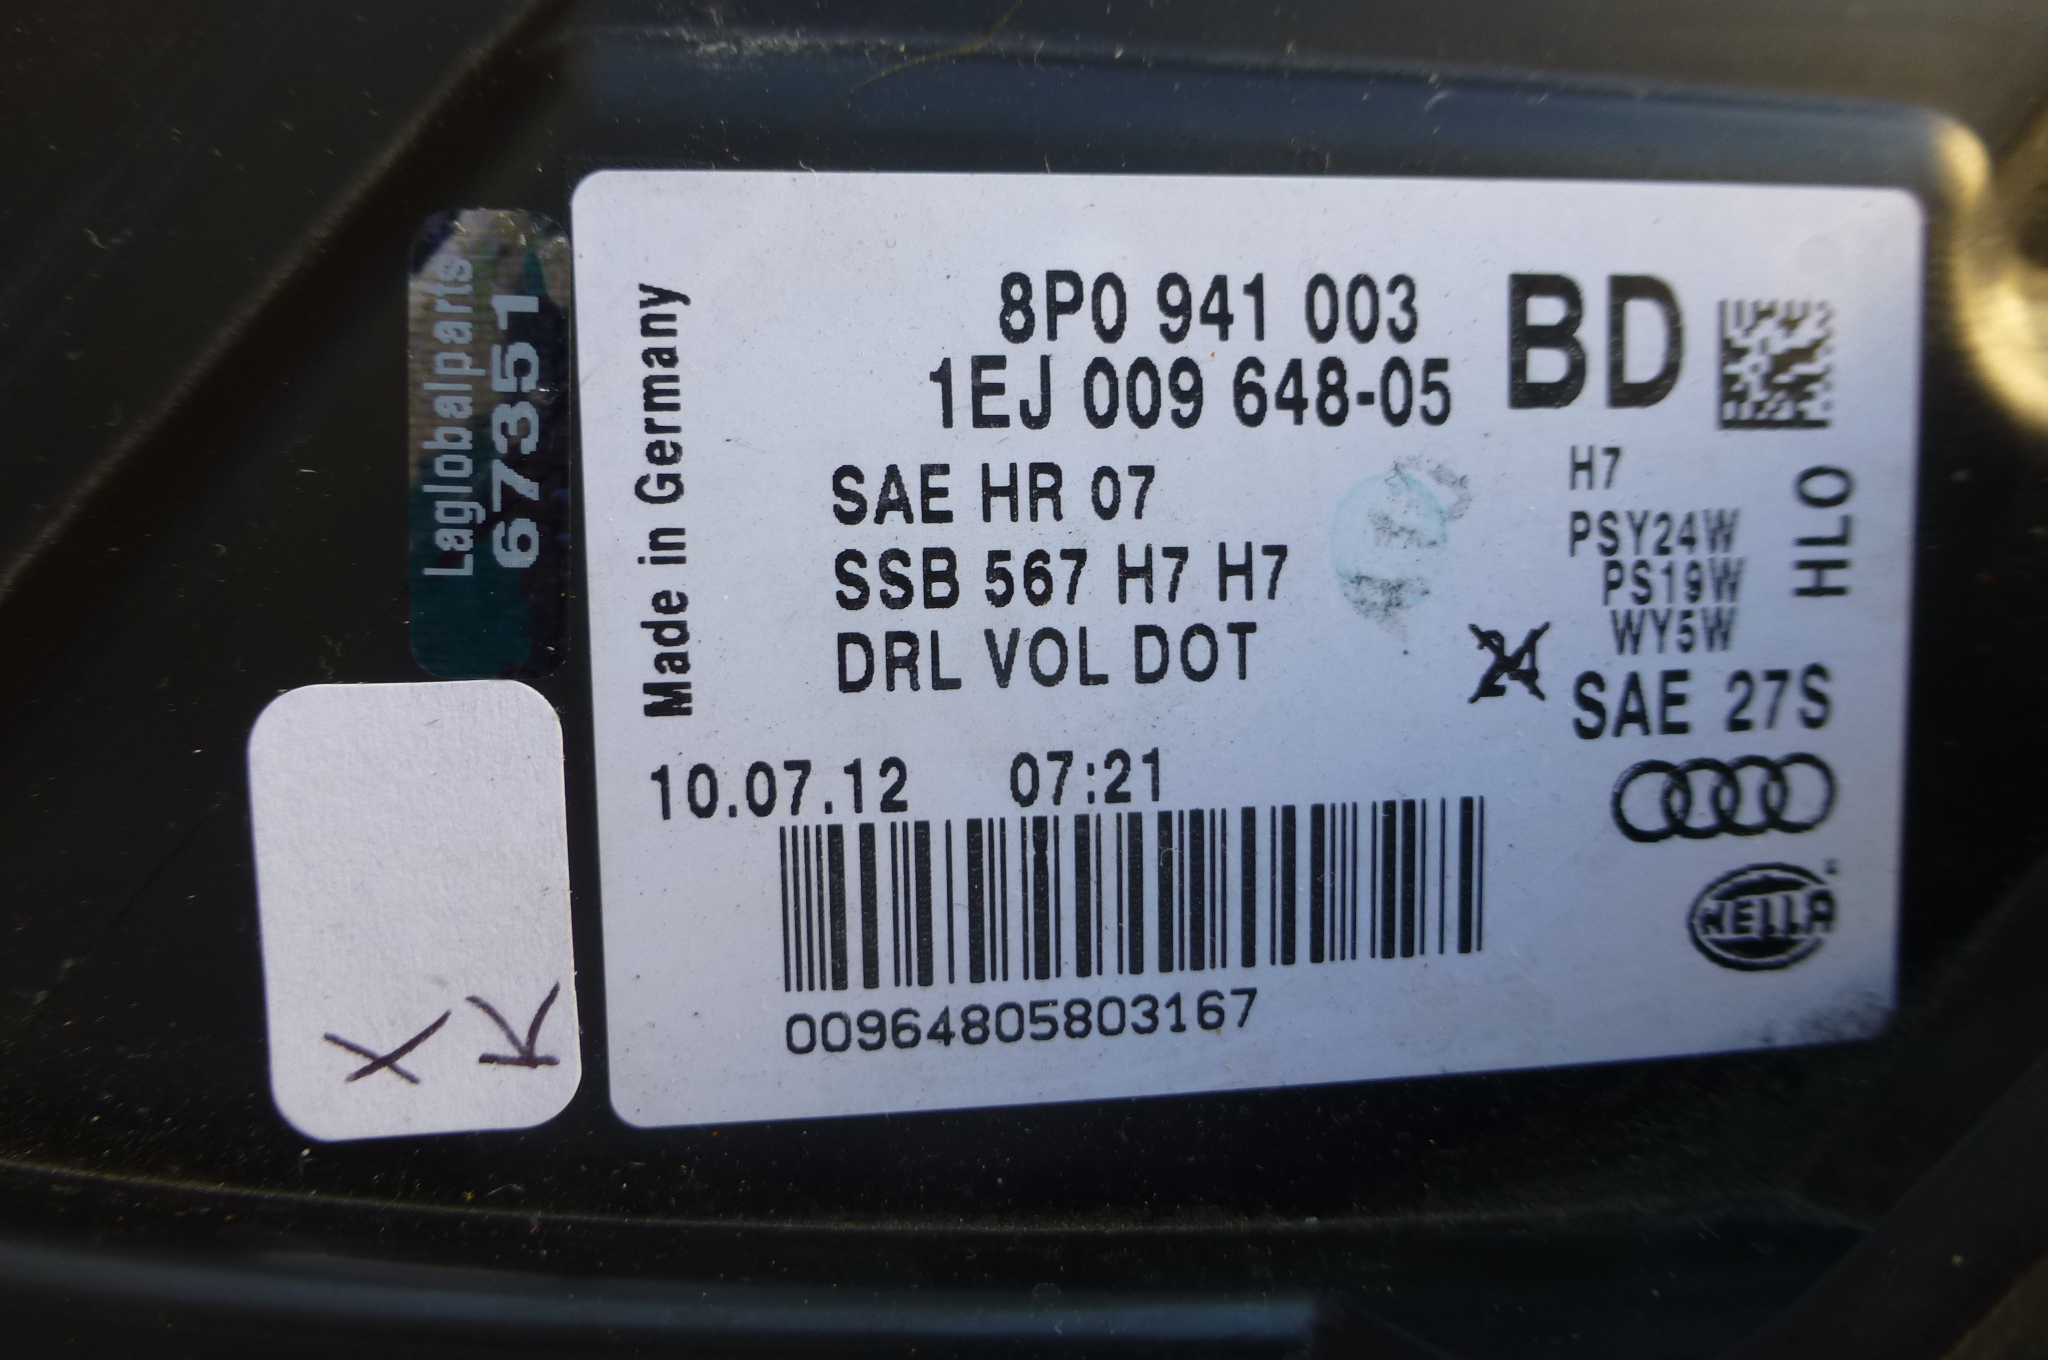 Laglobalparts
67351
Made in Germany
8P0 941 003
BD
1EJ 009 648-05
SAE HR 07
SSB 567 H7 H7
DRL VOL DOT
H7
PSY24W
PS19W
WY5W
HLO
24
SAE 27S
10.07.12 07:21
00964805803167
HELLA
X
K